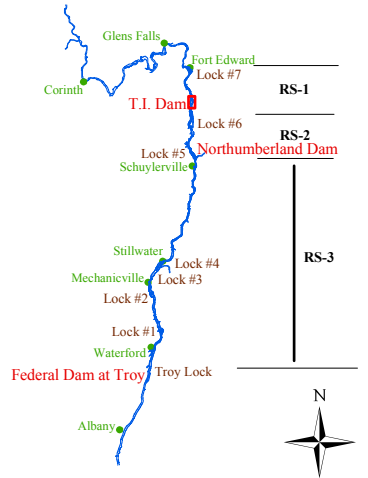 Glens Falls
Fort Edward
Lock #7
Corinth
RS-1
T.I. Dam
Lock #6
RS-2
Northumberland Dam
Lock #5
Schuylerville
Stillwater
RS-3
Lock #4
Mechanicville
Lock #3
Lock #2
Lock #1
Waterford
Federal Dam at Troy
Troy Lock
N
Albany